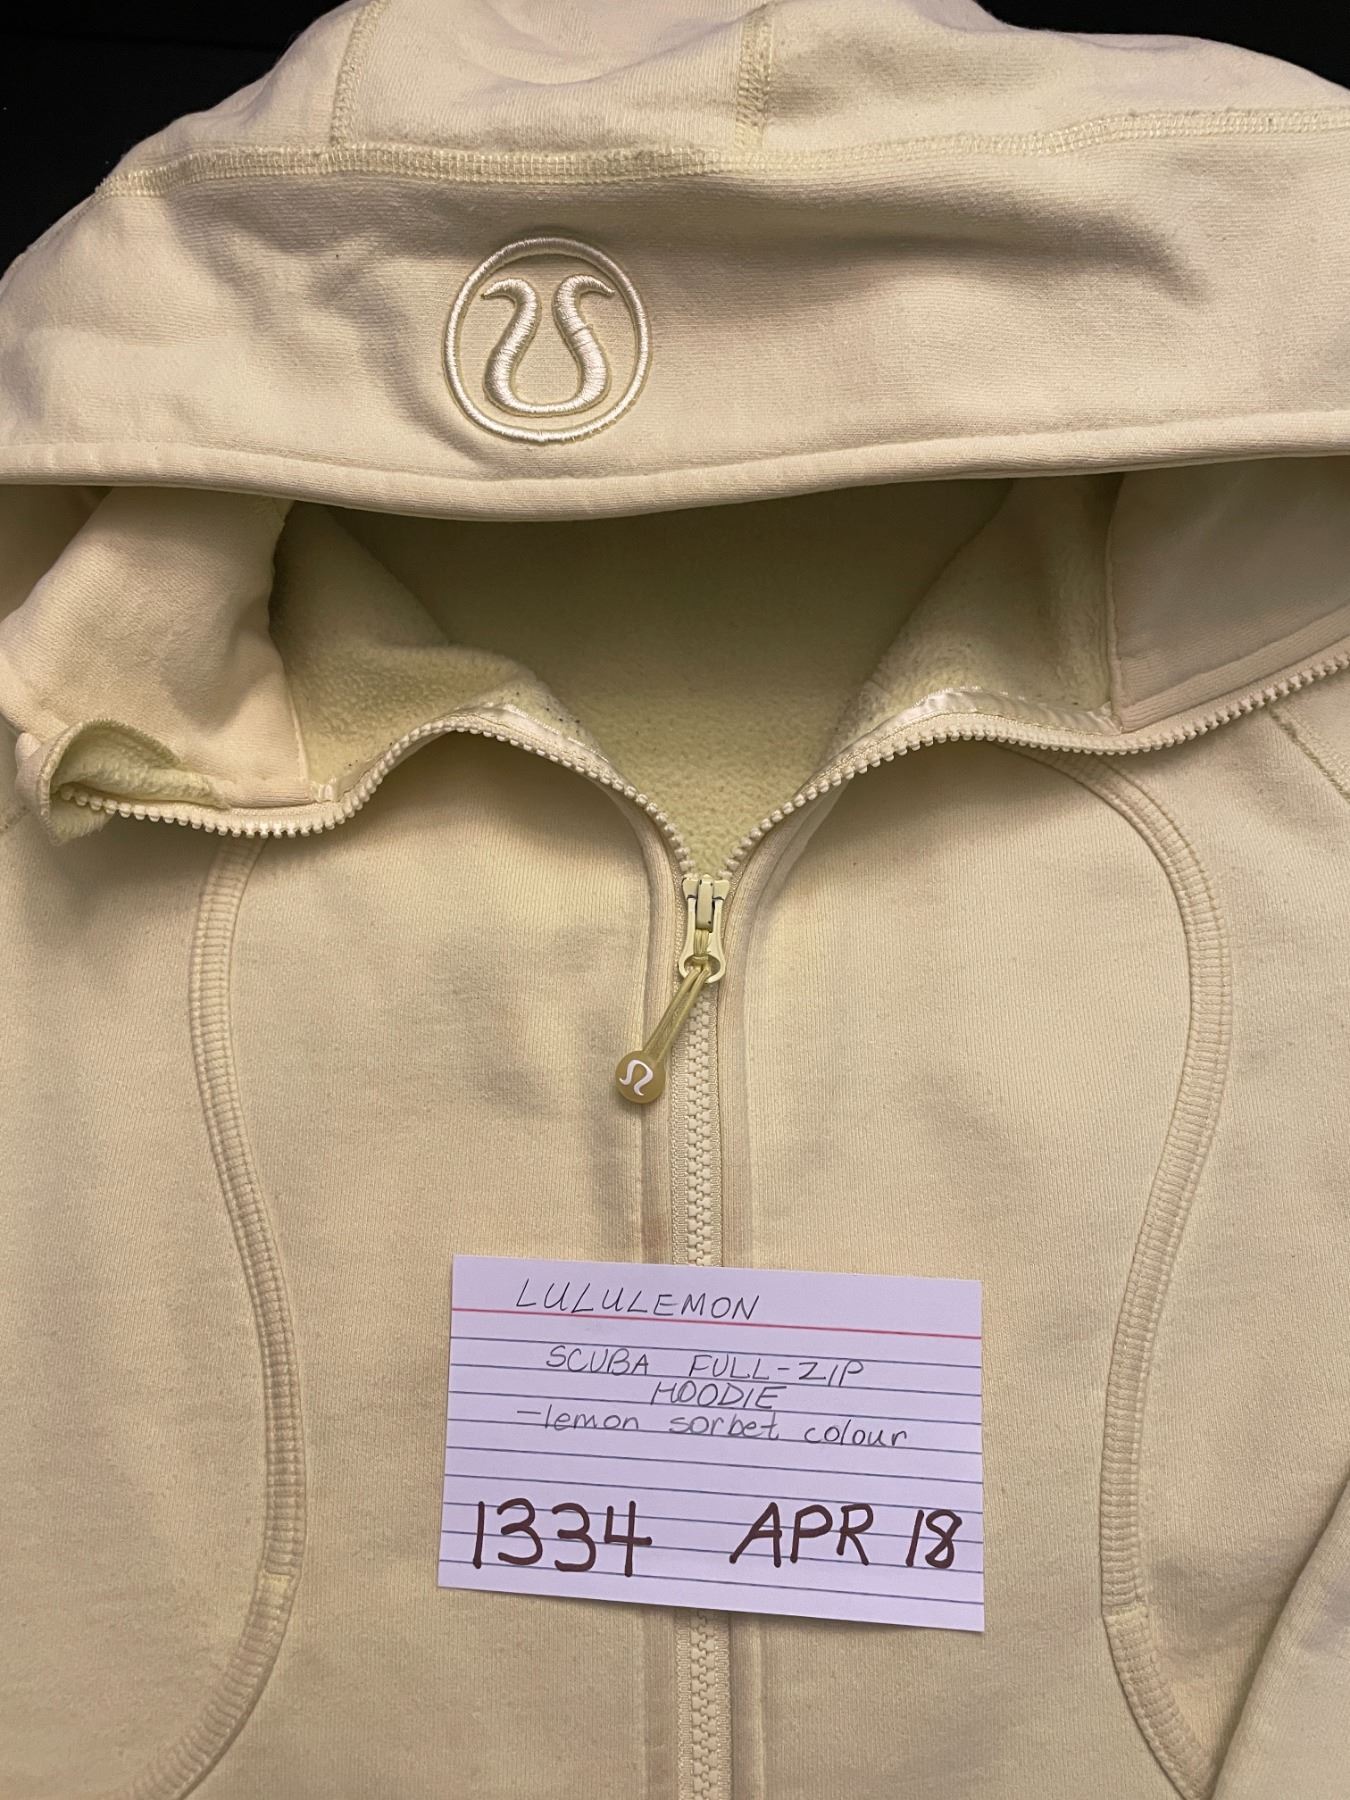 LULULEMON
SCUBA FULL-ZIP
HOODIE
-lemon sorbet colour
1334 APR 18